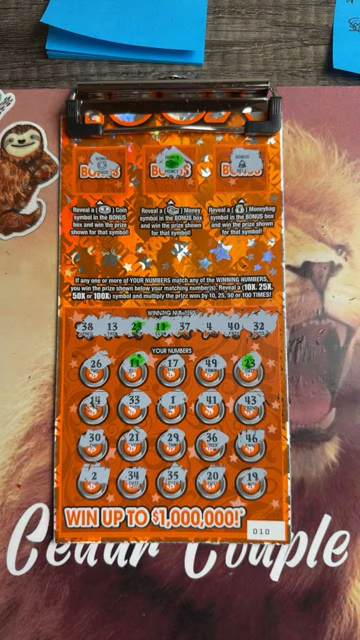 BONUS BONUS BONUS
Reveal a ( ) Coin symbol in the BONUS box and win the prize shown for that symbol!
Reveal a ( ) Money symbol in the BONUS box and win the prize shown for that symbol!
Reveal a ( ) Moneybag symbol in the BONUS box and win the prize shown for that symbol!
If any one or more of YOUR NUMBERS match any of the WINNING NUMBERS,
you win the prize shown below your matching number(s). Reveal a (10X, 25X,
50X or 100X) symbol and multiply the prize won by 10, 25, 50 or 100 TIMES!
WINNING NUMBERS
38 13 23 11 37 4 40 32
YOUR NUMBERS
26 11 17 49 23
14 33 1 41 43
30 21 29 36 46
2 34 35 20 19
WIN UP TO $1,000,000!
010
Cedar Couple